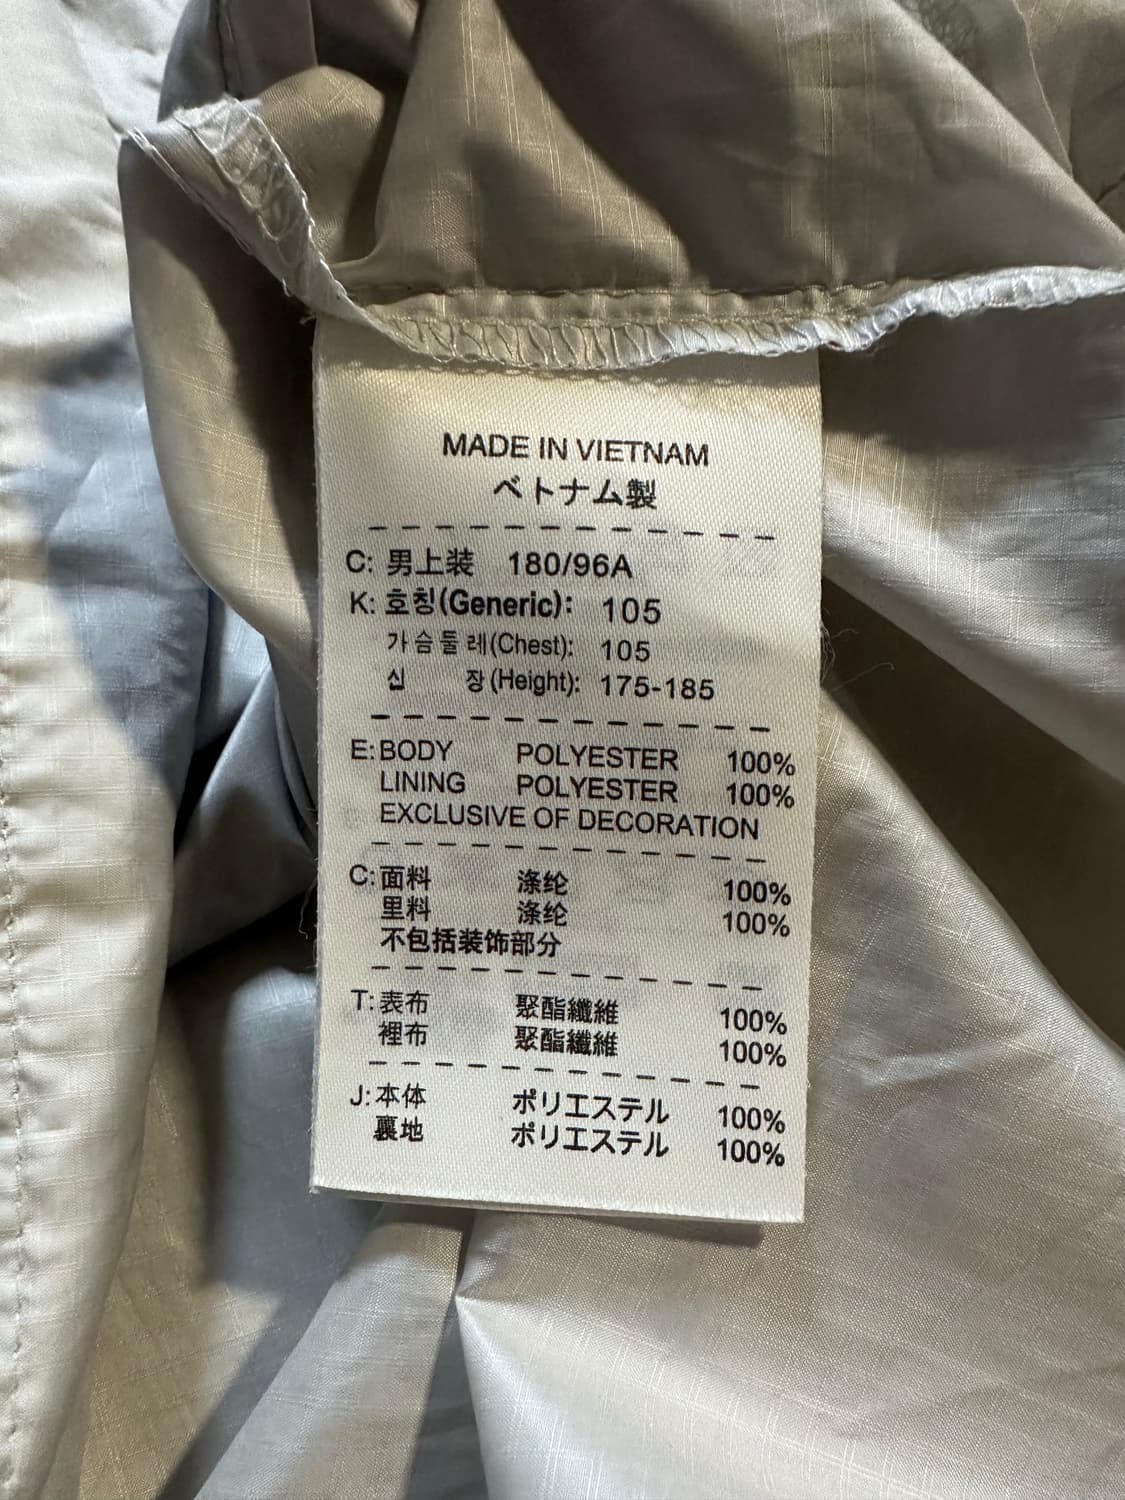 MADE IN VIETNAM
ベトナム製
C: 男上装 180/96A
K: 호칭(Generic): 105
가슴둘레(Chest): 105
신 장(Height): 175-185
E: BODY POLYESTER 100%
LINING POLYESTER 100%
EXCLUSIVE OF DECORATION
C: 面料 涤纶 100%
里料 涤纶 100%
不包括装饰部分
T: 表布 聚酯纖維 100%
裡布 聚酯纖維 100%
J: 本体 ポリエステル 100%
裏地 ポリエステル 100%